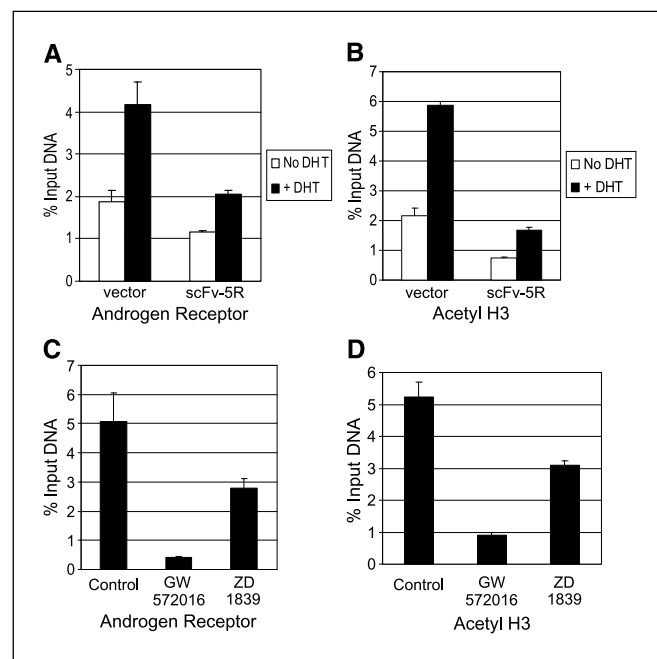 A
5
4
3
2
1
0
% Input DNA
vector scFv-5R
Androgen Receptor
No DHT
+ DHT
B
7
6
5
4
3
2
1
0
% Input DNA
vector scFv-5R
Acetyl H3
No DHT
+ DHT
C
7
6
5
4
3
2
1
0
% Input DNA
Control GW ZD
572016 1839
Androgen Receptor
D
6
5
4
3
2
1
0
% Input DNA
Control GW ZD
572016 1839
Acetyl H3